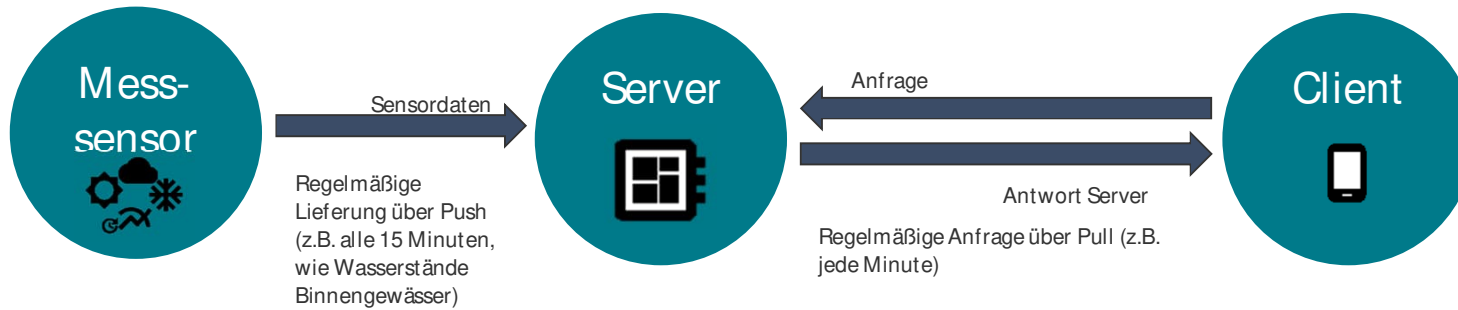 Mess-
sensor
Sensordaten
Regelmäßige
Lieferung über Push
(z.B. alle 15 Minuten,
wie Wasserstände
Binnengewässer)
Server
Anfrage
Antwort Server
Regelmäßige Anfrage über Pull (z.B.
jede Minute)
Client